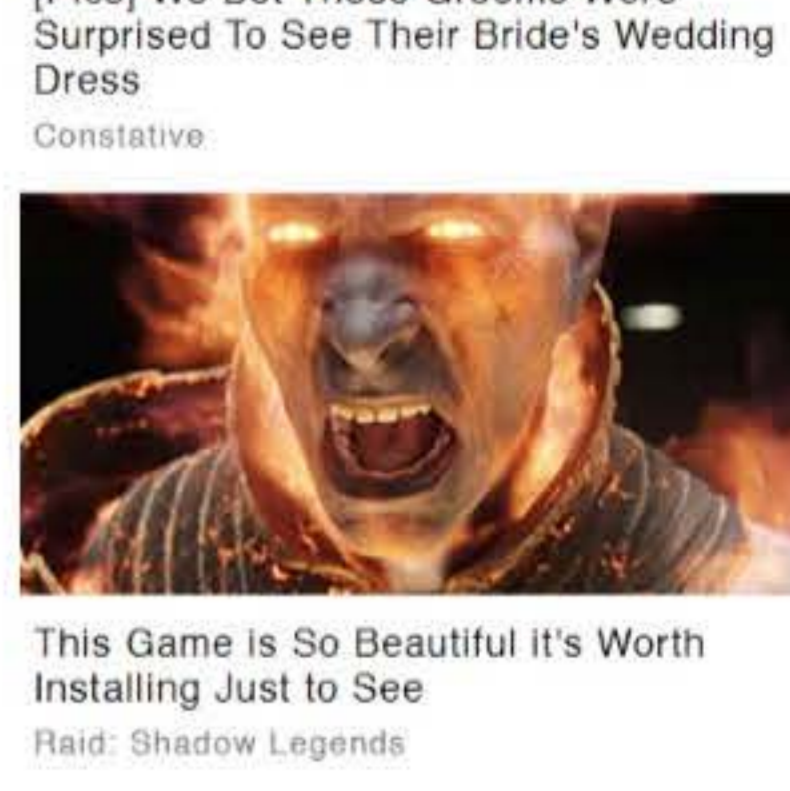 Surprised To See Their Bride's Wedding
Dress
Constative
This Game is So Beautiful it's Worth
Installing Just to See
Raid: Shadow Legends